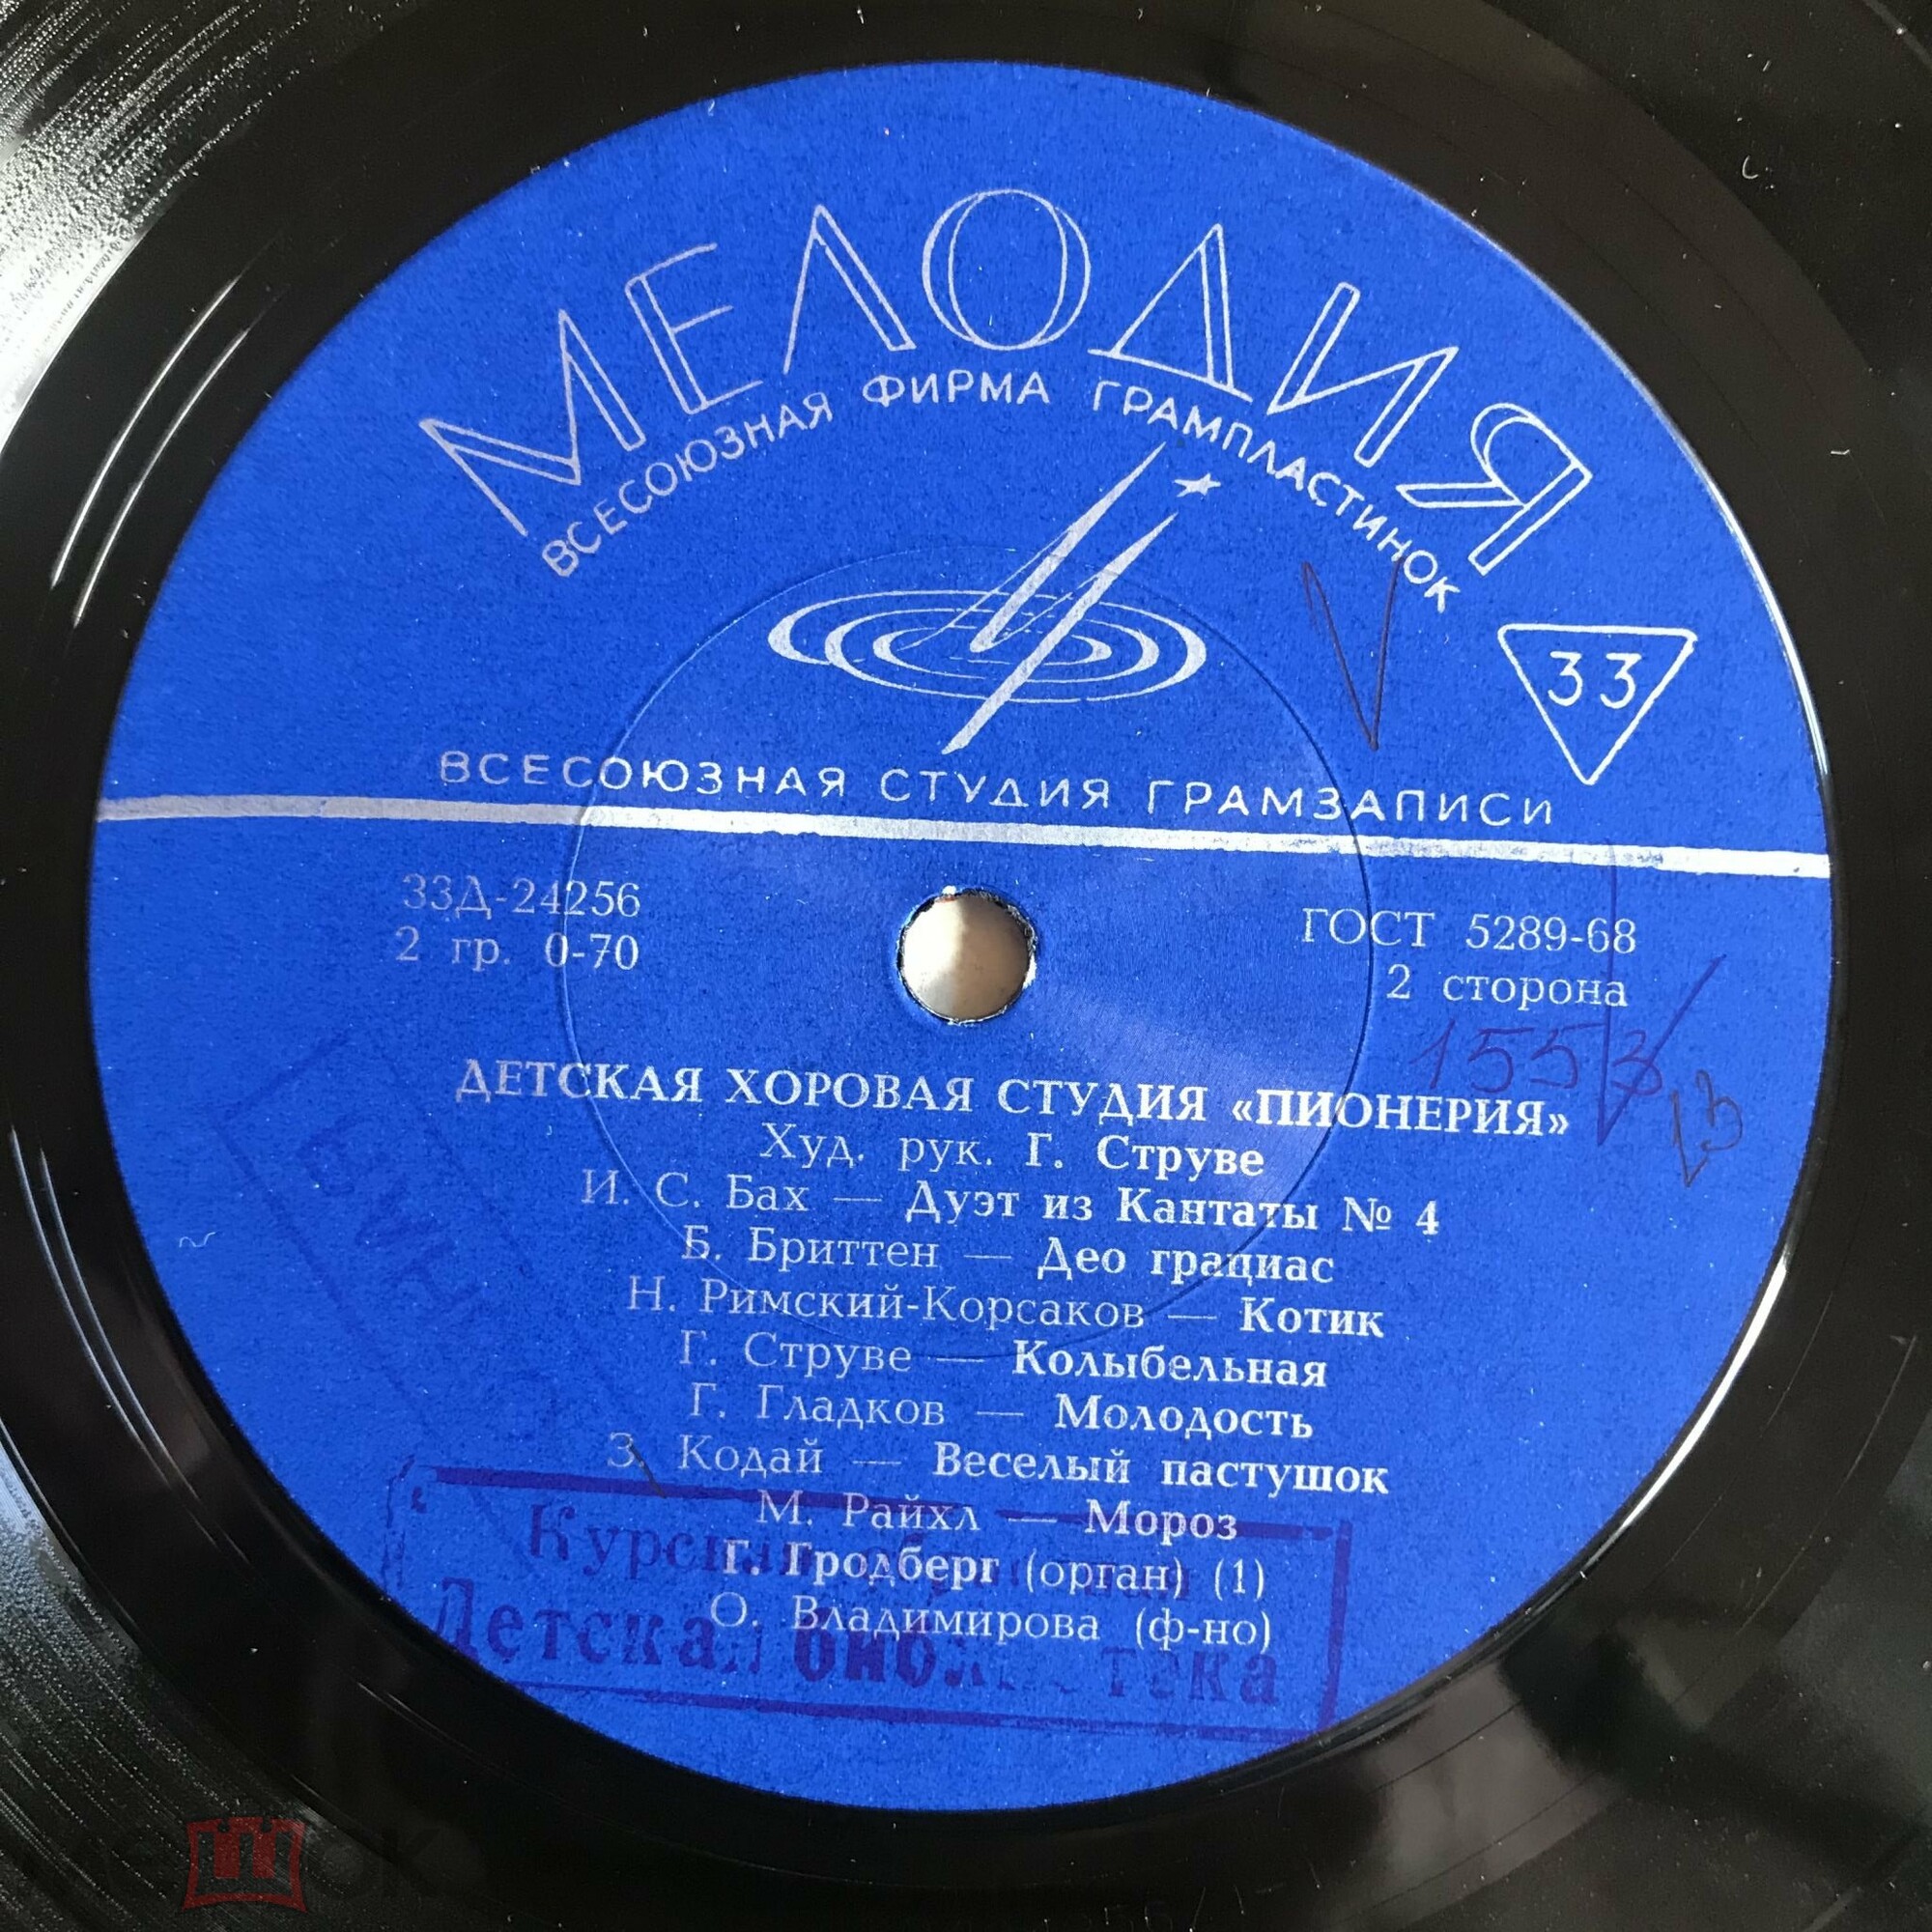 МЕЛОДИЯ
ВСЕСОЮЗНАЯ ФИРМА ГРАМПЛАСТИНОК
33
ВСЕСОЮЗНАЯ СТУДИЯ ГРАМЗАПИСИ
33Д-24256
2 гр. 0-70
ГОСТ 5289-68
2 сторона
1553
13
ДЕТСКАЯ ХОРОВАЯ СТУДИЯ «ПИОНЕРИЯ»
Худ. рук. Г. Струве
И. С. Бах — Дуэт из Кантаты № 4
Б. Бриттен — Део грациас
Н. Римский-Корсаков — Котик
Г. Струве — Колыбельная
Г. Гладков — Молодость
З. Кодай — Веселый пастушок
М. Райхл — Мороз
Г. Гродберг (орган) (1)
О. Владимирова (ф-но)
Детская библиотека